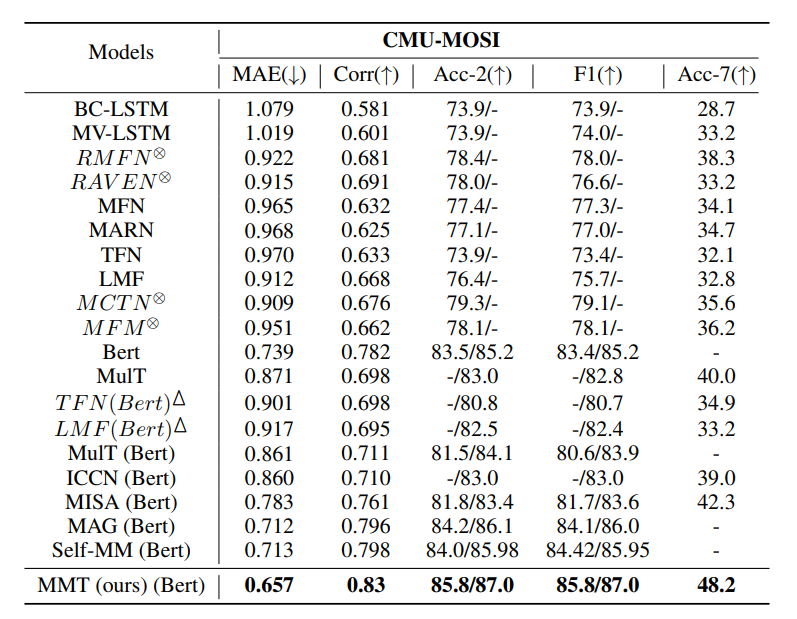 CMU-MOSI
Models
MAE(↓) Corr(↑) Acc-2(↑) F1(↑) Acc-7(↑)
BC-LSTM 1.079 0.581 73.9/- 73.9/- 28.7
MV-LSTM 1.019 0.601 73.9/- 74.0/- 33.2
RMFN⊗ 0.922 0.681 78.4/- 78.0/- 38.3
RAVEN⊗ 0.915 0.691 78.0/- 76.6/- 33.2
MFN 0.965 0.632 77.4/- 77.3/- 34.1
MARN 0.968 0.625 77.1/- 77.0/- 34.7
TFN 0.970 0.633 73.9/- 73.4/- 32.1
LMF 0.912 0.668 76.4/- 75.7/- 32.8
MCTN⊗ 0.909 0.676 79.3/- 79.1/- 35.6
MFM⊗ 0.951 0.662 78.1/- 78.1/- 36.2
Bert 0.739 0.782 83.5/85.2 83.4/85.2 -
MulT 0.871 0.698 -/83.0 -/82.8 40.0
TFN(Bert)Δ 0.901 0.698 -/80.8 -/80.7 34.9
LMF(Bert)Δ 0.917 0.695 -/82.5 -/82.4 33.2
MulT (Bert) 0.861 0.711 81.5/84.1 80.6/83.9 -
ICCN (Bert) 0.860 0.710 -/83.0 -/83.0 39.0
MISA (Bert) 0.783 0.761 81.8/83.4 81.7/83.6 42.3
MAG (Bert) 0.712 0.796 84.2/86.1 84.1/86.0 -
Self-MM (Bert) 0.713 0.798 84.0/85.98 84.42/85.95 -
MMT (ours) (Bert) 0.657 0.83 85.8/87.0 85.8/87.0 48.2